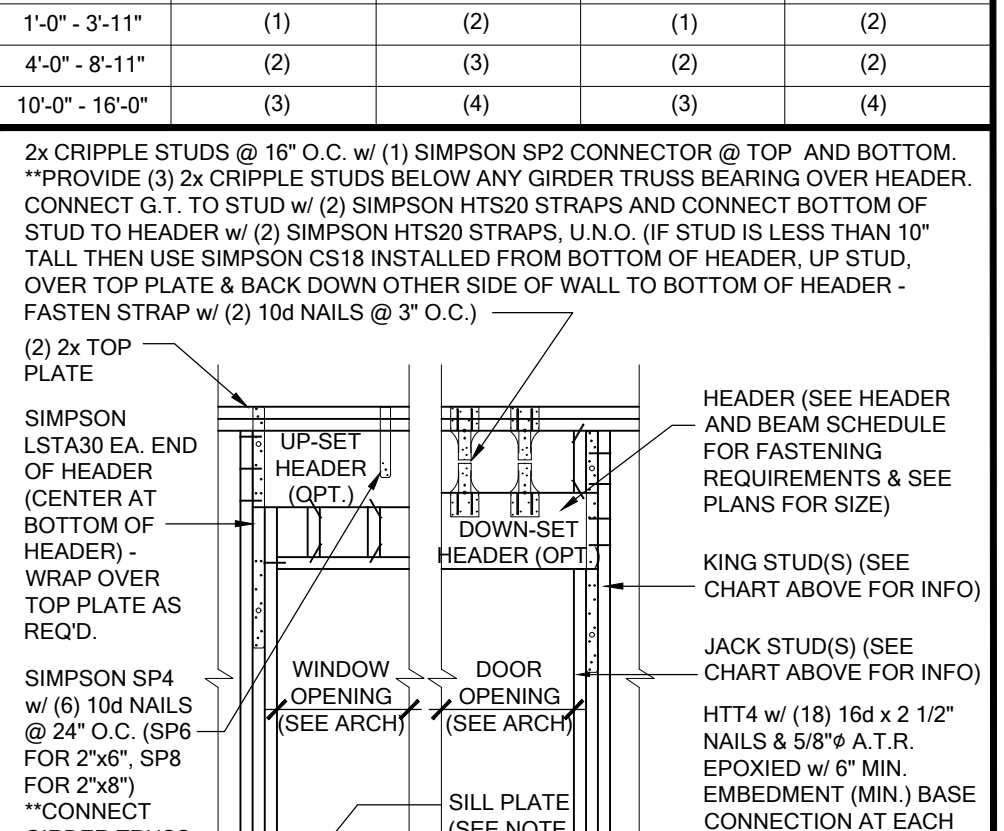 1'-0" - 3'-11" (1) (2) (1) (2)
4'-0" - 8'-11" (2) (3) (2) (2)
10'-0" - 16'-0" (3) (4) (3) (4)
2x CRIPPLE STUDS @ 16" O.C. w/ (1) SIMPSON SP2 CONNECTOR @ TOP AND BOTTOM.
**PROVIDE (3) 2x CRIPPLE STUDS BELOW ANY GIRDER TRUSS BEARING OVER HEADER.
CONNECT G.T. TO STUD w/ (2) SIMPSON HTS20 STRAPS AND CONNECT BOTTOM OF
STUD TO HEADER w/ (2) SIMPSON HTS20 STRAPS, U.N.O. (IF STUD IS LESS THAN 10"
TALL THEN USE SIMPSON CS18 INSTALLED FROM BOTTOM OF HEADER, UP STUD,
OVER TOP PLATE & BACK DOWN OTHER SIDE OF WALL TO BOTTOM OF HEADER -
FASTEN STRAP w/ (2) 10d NAILS @ 3" O.C.)
(2) 2x TOP
PLATE
SIMPSON
LSTA30 EA. END
OF HEADER
(CENTER AT
BOTTOM OF
HEADER) -
WRAP OVER
TOP PLATE AS
REQ'D.
SIMPSON SP4
w/ (6) 10d NAILS
@ 24" O.C. (SP6
FOR 2"x6", SP8
FOR 2"x8")
**CONNECT
GIRDER TRUSS
UP-SET
HEADER
(OPT.)
DOWN-SET
HEADER (OPT.)
WINDOW
OPENING
(SEE ARCH)
DOOR
OPENING
(SEE ARCH)
SILL PLATE
(SEE NOTE
HEADER (SEE HEADER
AND BEAM SCHEDULE
FOR FASTENING
REQUIREMENTS & SEE
PLANS FOR SIZE)
KING STUD(S) (SEE
CHART ABOVE FOR INFO)
JACK STUD(S) (SEE
CHART ABOVE FOR INFO)
HTT4 w/ (18) 16d x 2 1/2"
NAILS & 5/8"ø A.T.R.
EPOXIED w/ 6" MIN.
EMBEDMENT (MIN.) BASE
CONNECTION AT EACH